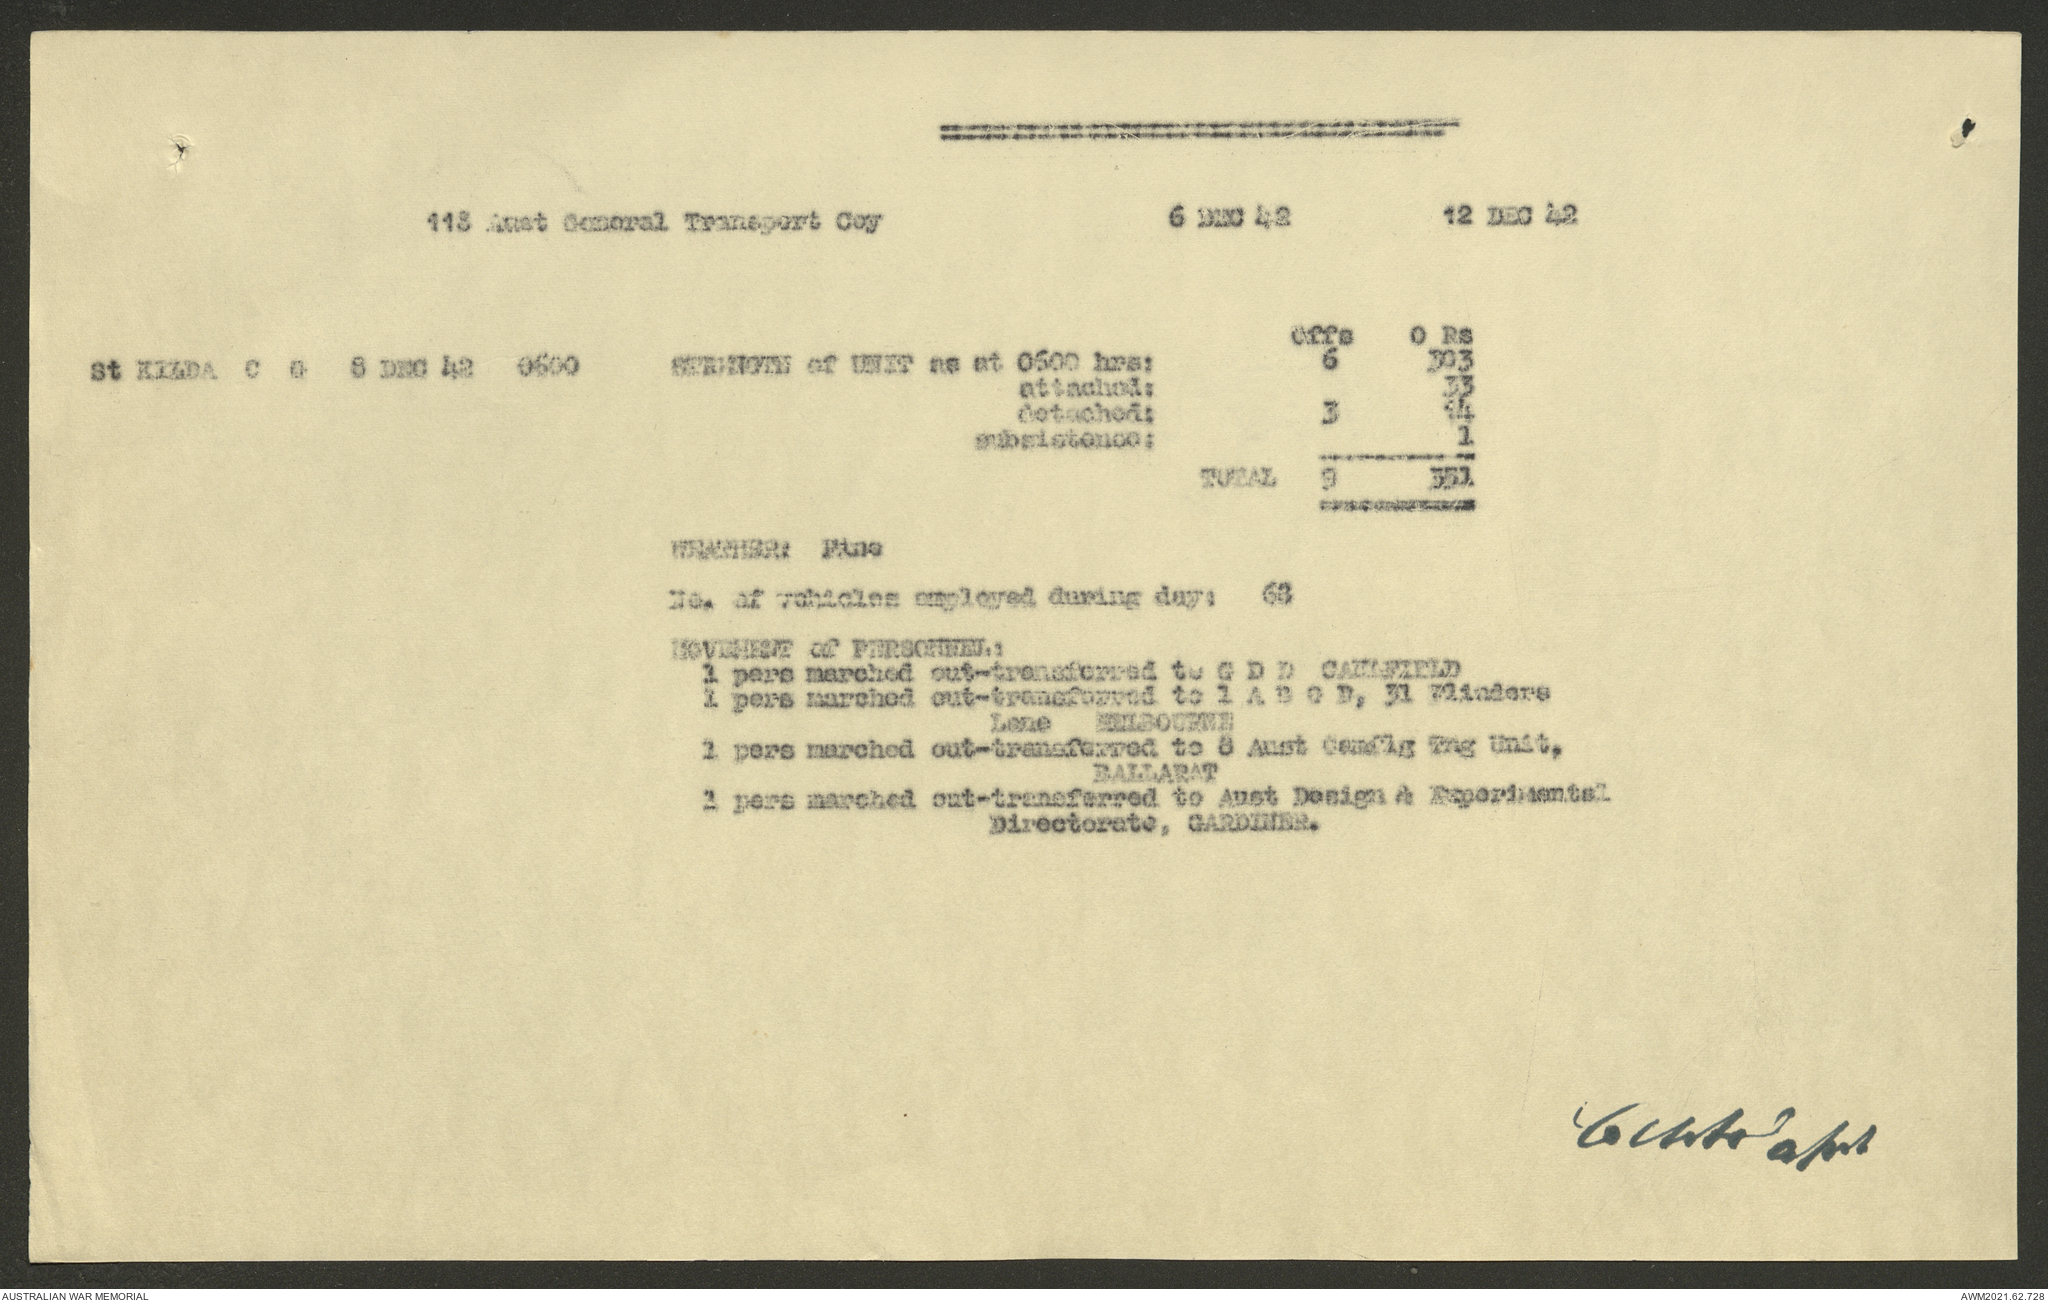 118 Aust General Transport Coy 6 DEC 42 12 DEC 42
Offs O Rs
St KILDA C 8 DEC 42 0600 STRENGTH of UNIT as at 0600 hrs: 6 303
attached: 33
detached: 3 14
subsistence: 1
TOTAL 9 351
WEATHER: Fine
No. of vehicles employed during day: 68
MOVEMENT of PERSONNEL:
1 pers marched out-transferred to G D D CAULFIELD
1 pers marched out-transferred to 1 A B O D, 31 Flinders
Lane MELBOURNE
1 pers marched out-transferred to 8 Aust Camflg Tng Unit,
BALLARAT
1 pers marched out-transferred to Aust Design & Experimental
Directorate, GARDINER.
AUSTRALIAN WAR MEMORIAL AWM2021.62.728